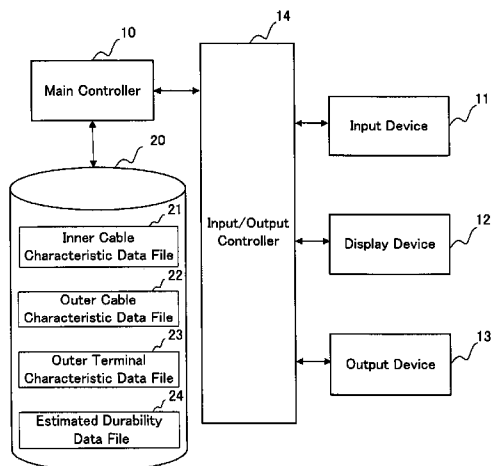 10
Main Controller
14
Input/Output
Controller
11
Input Device
12
Display Device
13
Output Device
20
21
Inner Cable
Characteristic Data File
22
Outer Cable
Characteristic Data File
23
Outer Terminal
Characteristic Data File
24
Estimated Durability
Data File